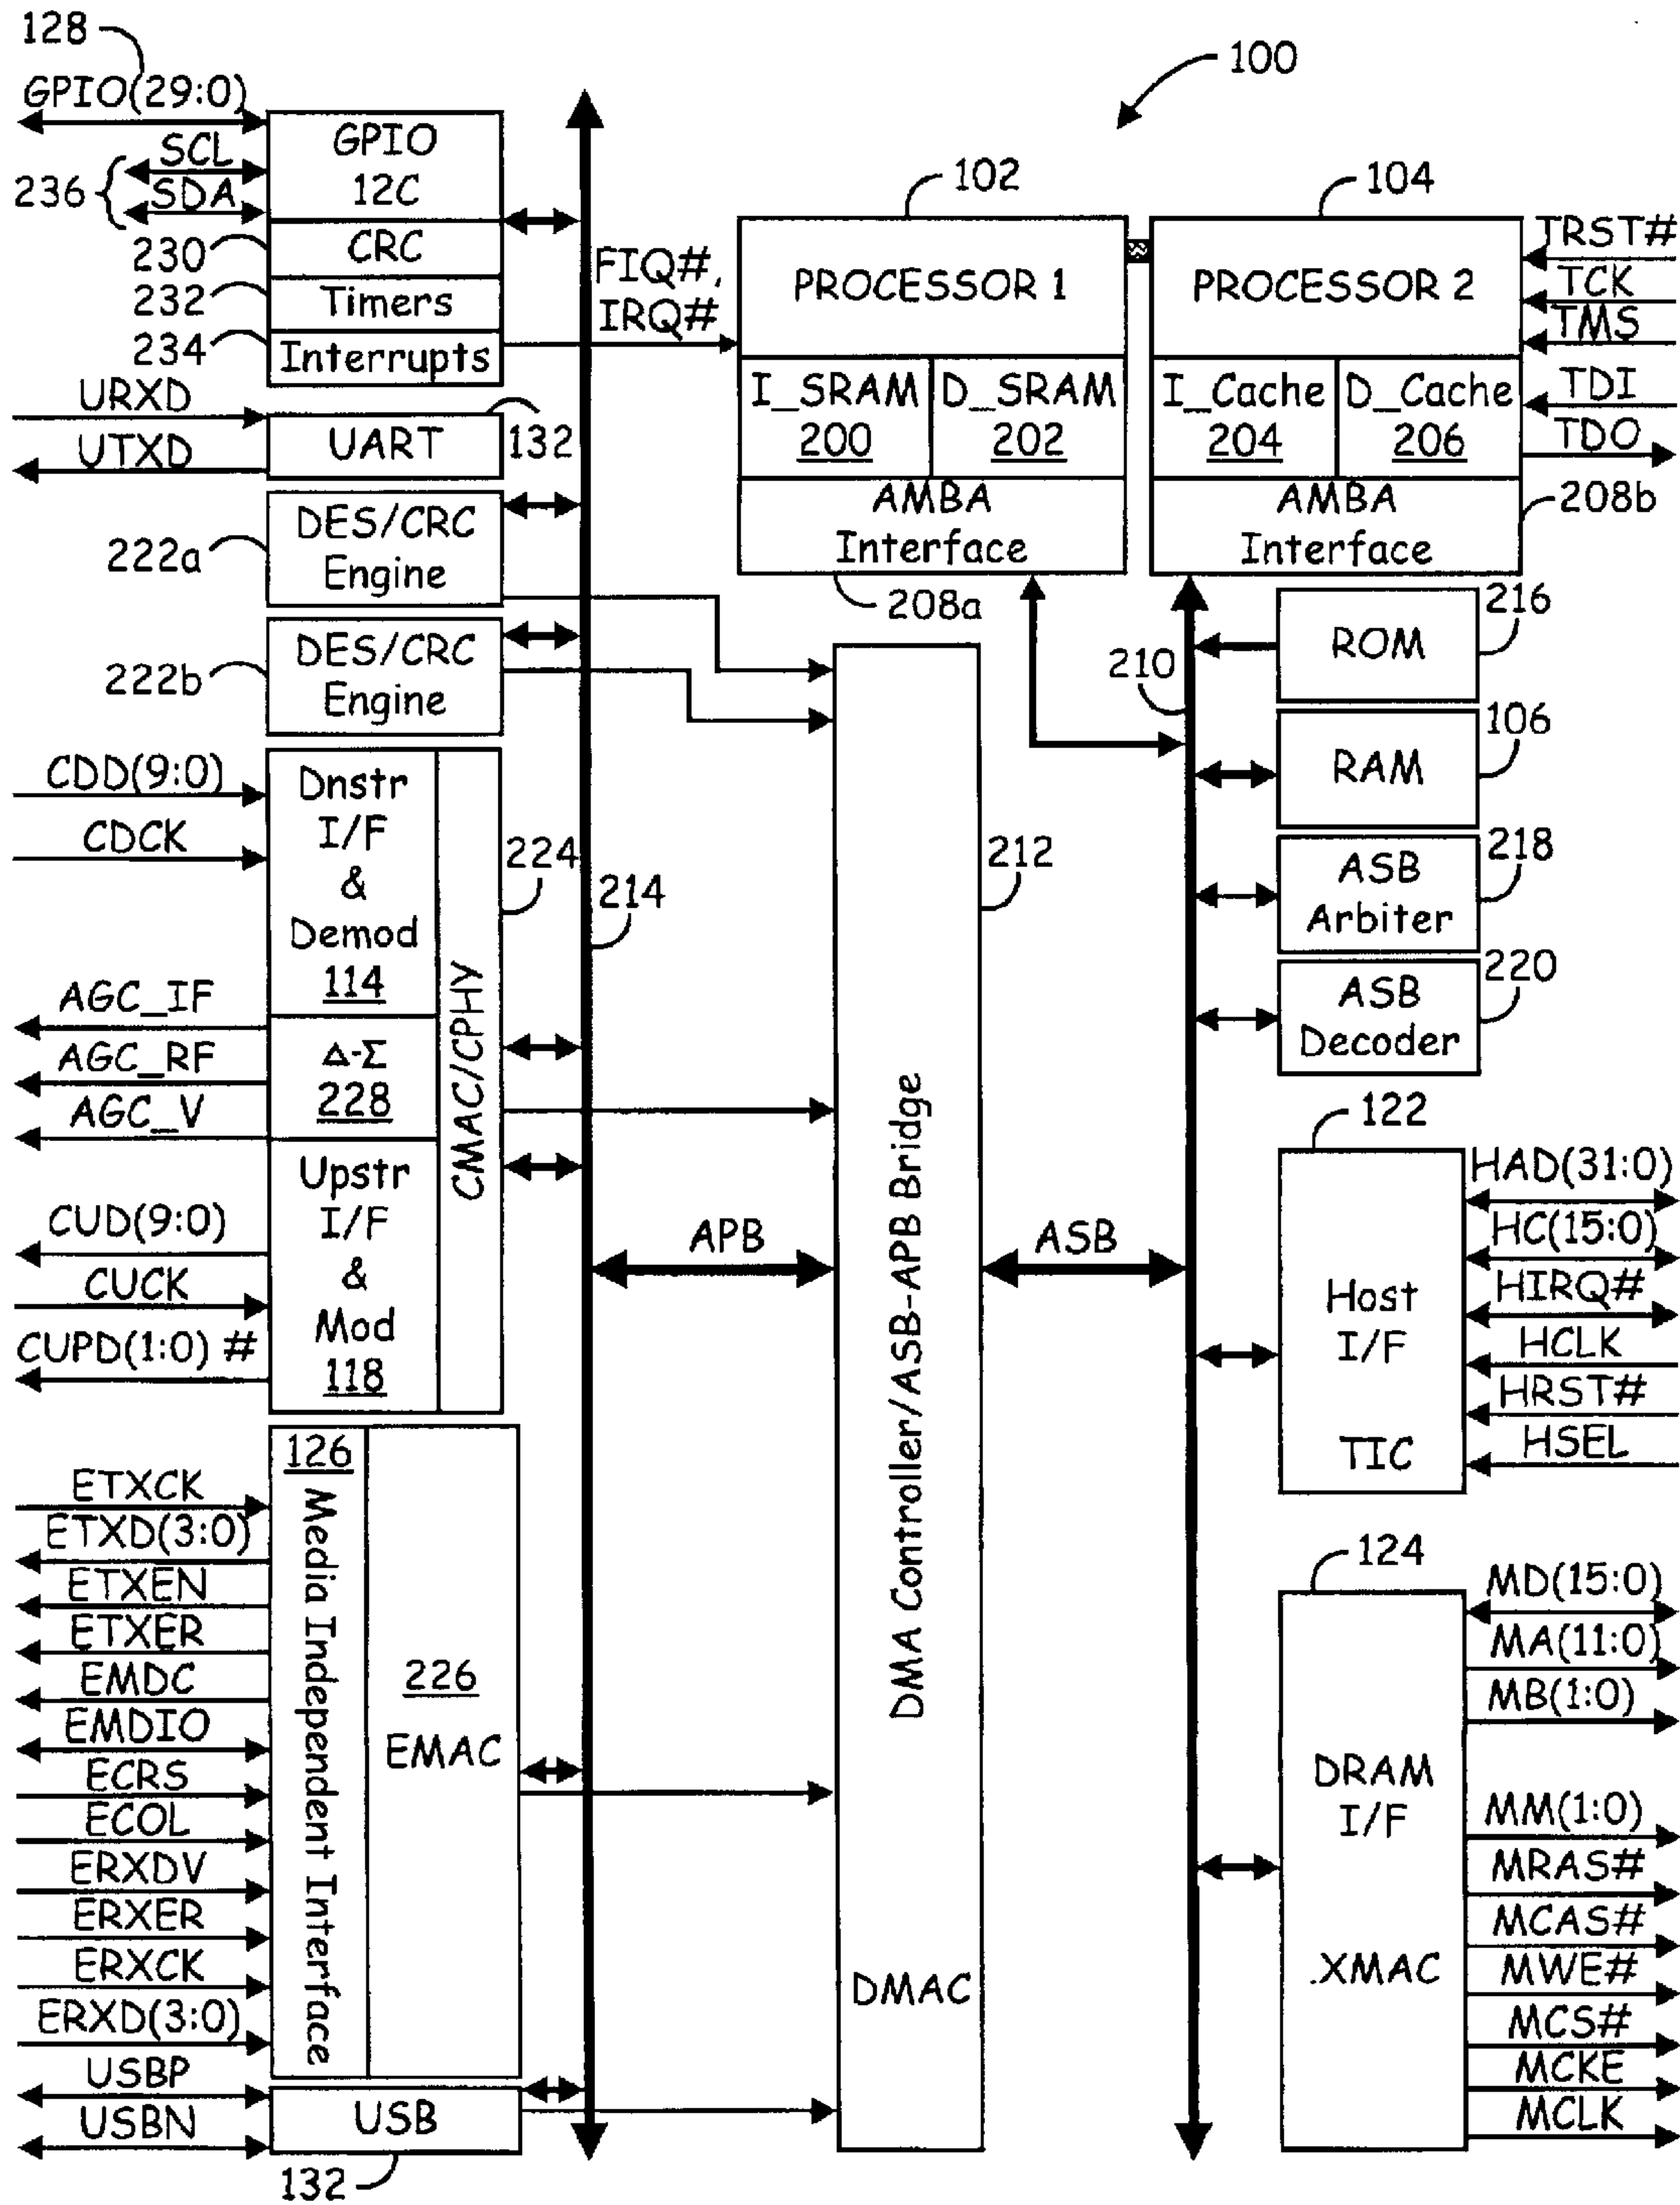 128
100
GPIO(29:0)
SCL
SDA
236
GPIO
12C
230
CRC
232
Timers
234
Interrupts
FIQ#,
IRQ#
102
PROCESSOR 1
I_SRAM
200
D_SRAM
202
AMBA
Interface
208a
104
PROCESSOR 2
I_Cache
204
D_Cache
206
AMBA
Interface
208b
TRST#
TCK
TMS
TDI
TDO
URXD
UTXD
UART
132
222a
DES/CRC
Engine
222b
DES/CRC
Engine
CDD(9:0)
CDCK
Dnstr
I/F
&
Demod
114
224
214
AGC_IF
AGC_RF
AGC_V
Δ-Σ
228
CMAC/CPHY
CUD(9:0)
CUCK
CUPD(1:0) #
Upstr
I/F
&
Mod
118
APB
212
DMA Controller/ASB-APB Bridge
DMAC
ASB
210
216
ROM
106
RAM
218
ASB
Arbiter
220
ASB
Decoder
122
Host
I/F
TIC
HAD(31:0)
HC(15:0)
HIRQ#
HCLK
HRST#
HSEL
126
Media Independent Interface
226
EMAC
ETXCK
ETXD(3:0)
ETXEN
ETXER
EMDC
EMDIO
ECRS
ECOL
ERXDV
ERXER
ERXCK
ERXD(3:0)
USBP
USBN
USB
132
124
DRAM
I/F
.XMAC
MD(15:0)
MA(11:0)
MB(1:0)
MM(1:0)
MRAS#
MCAS#
MWE#
MCS#
MCKE
MCLK